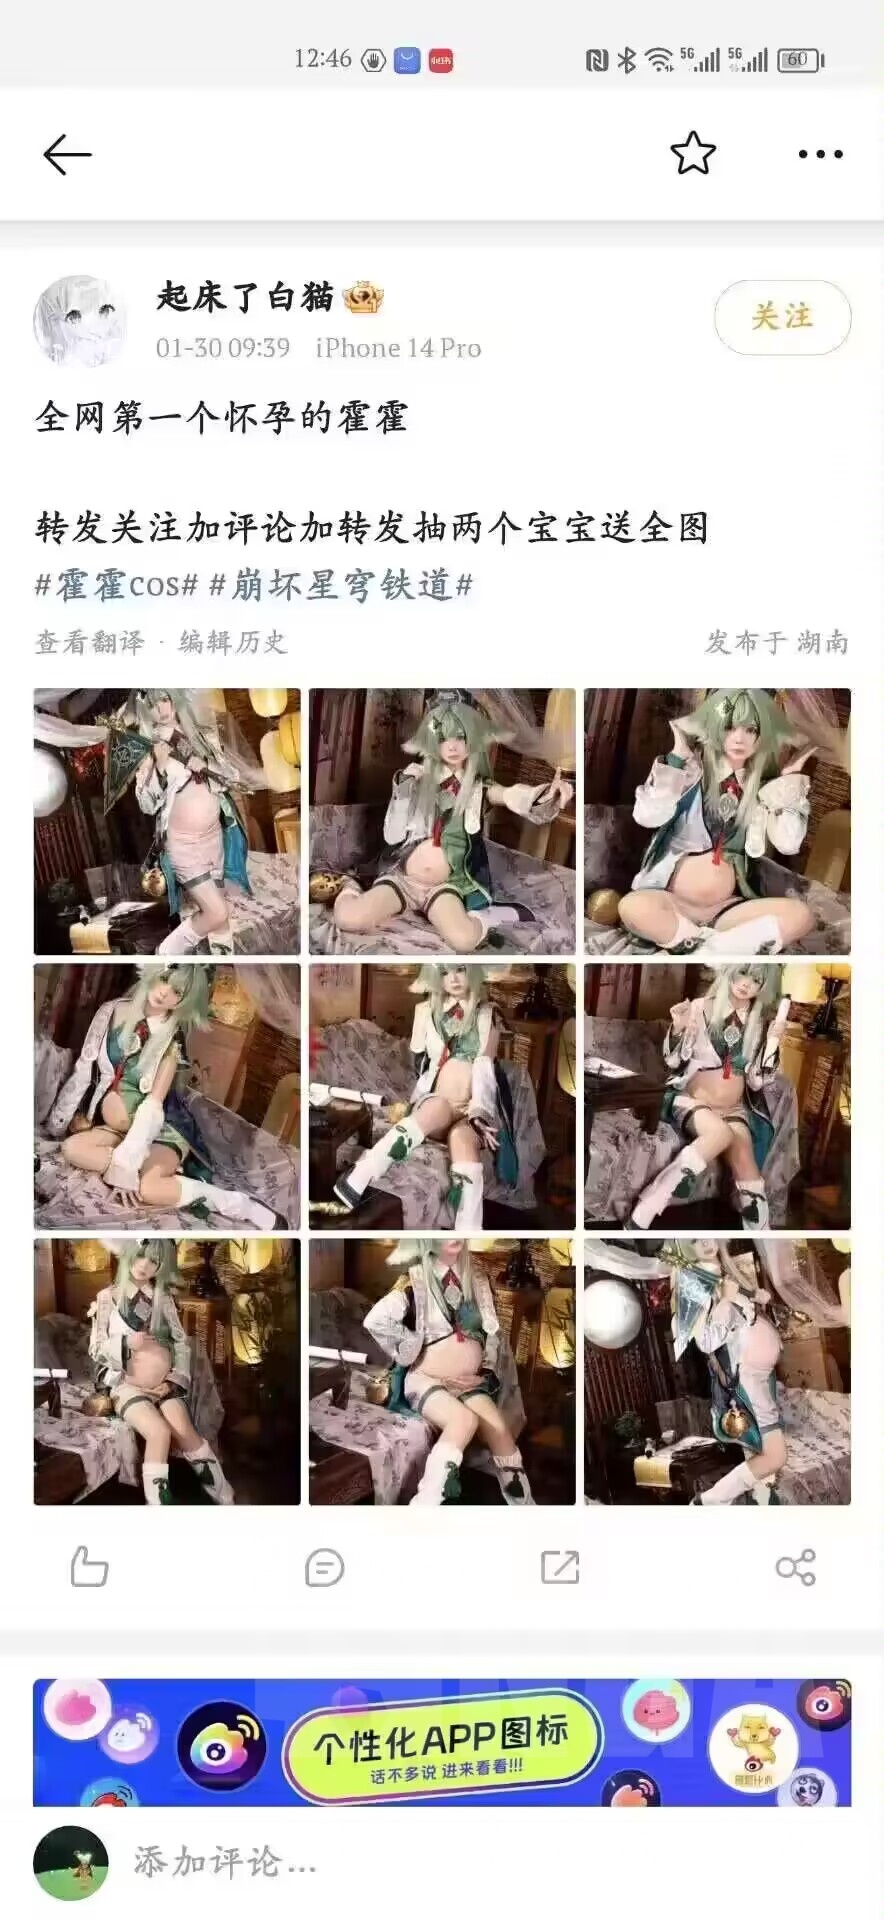 12:46
5G 5G 60
起床了白猫
01-30 09:39 iPhone 14 Pro
关注
全网第一个怀孕的霍霍
转发关注加评论加转发抽两个宝宝送全图
#霍霍cos# #崩坏星穹铁道#
查看翻译 · 编辑历史
发布于 湖南
个性化APP图标
话不多说 进来看看!!!
添加评论...